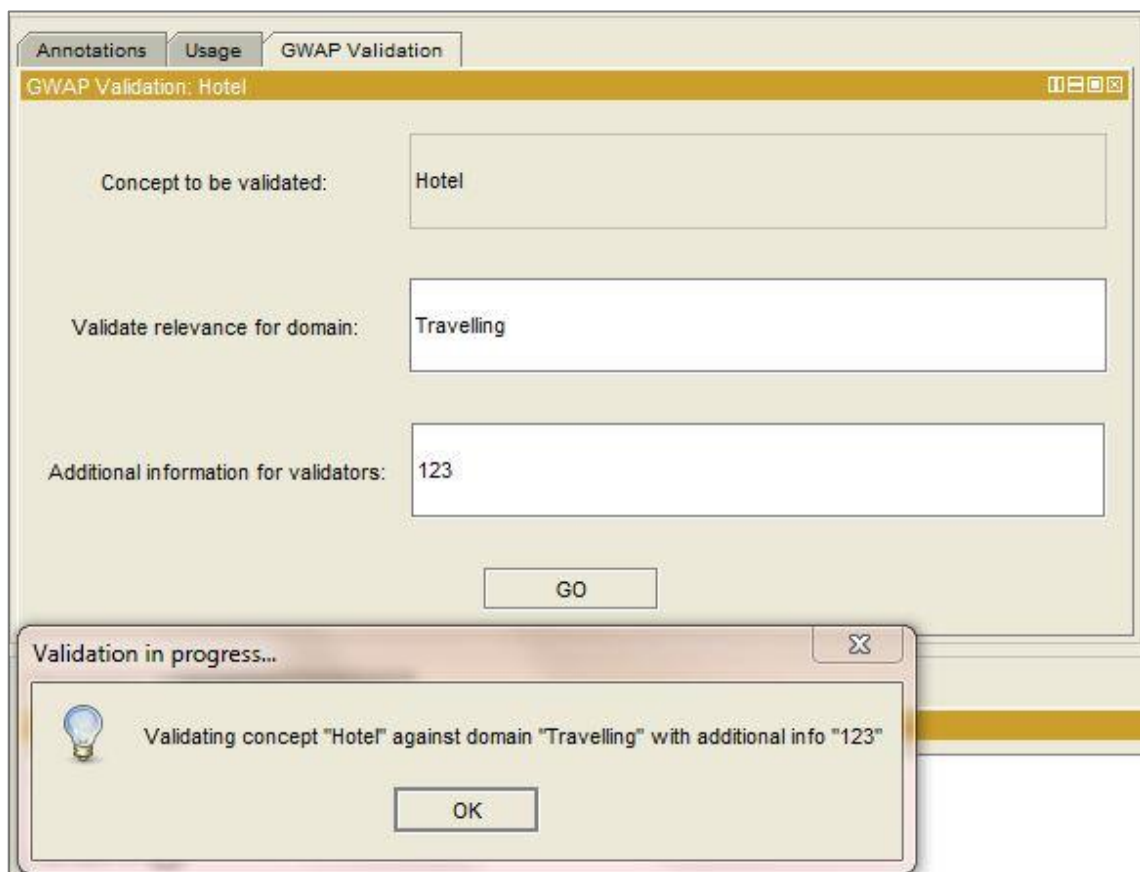 Annotations Usage GWAP Validation
GWAP Validation: Hotel
Concept to be validated: Hotel
Validate relevance for domain: Travelling
Additional information for validators: 123
GO
Validation in progress...
Validating concept "Hotel" against domain "Travelling" with additional info "123"
OK